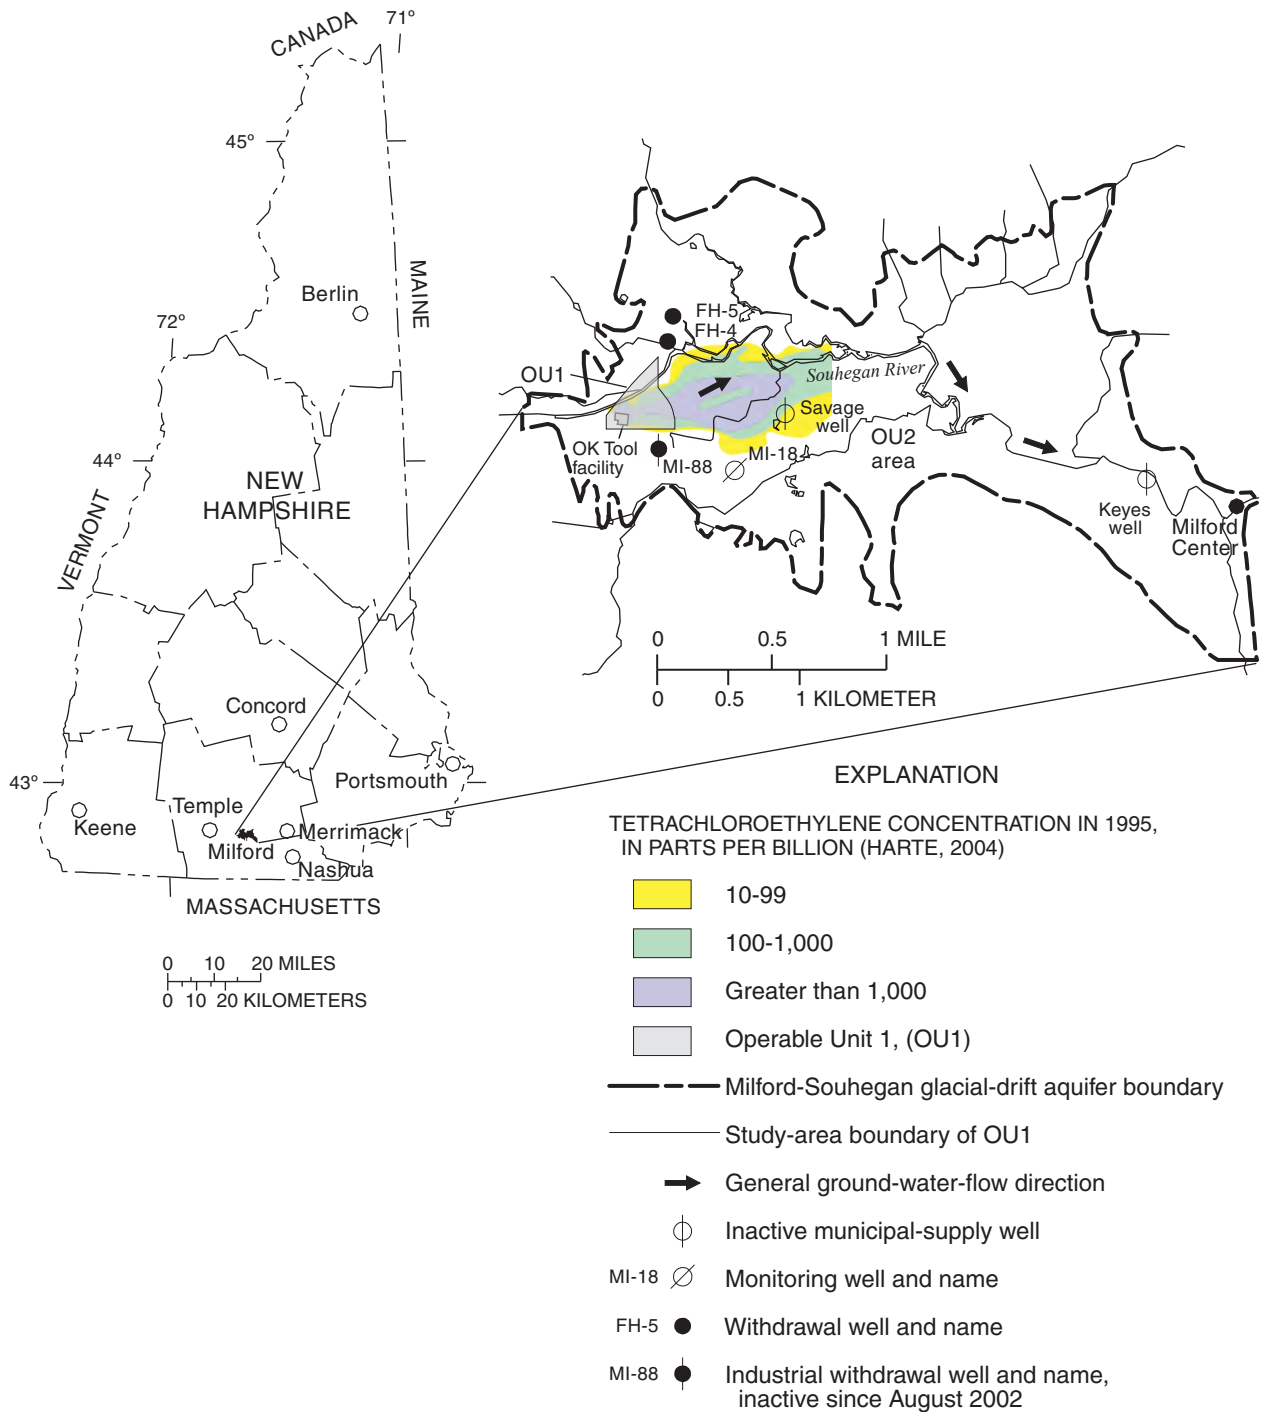 CANADA
71º
45º
MAINE
Berlin
72º
44º
NEW
HAMPSHIRE
VERMONT
Concord
43º
Portsmouth
Temple
Keene
Merrimack
Milford
Nashua
MASSACHUSETTS
0 10 20 MILES
0 10 20 KILOMETERS
FH-5
FH-4
OU1
Souhegan River
Savage
well
OK Tool
facility
MI-88
MI-18
OU2
area
Keyes
well
Milford
Center
0 0.5 1 MILE
0 0.5 1 KILOMETER
EXPLANATION
TETRACHLOROETHYLENE CONCENTRATION IN 1995,
IN PARTS PER BILLION (HARTE, 2004)
10-99
100-1,000
Greater than 1,000
Operable Unit 1, (OU1)
Milford-Souhegan glacial-drift aquifer boundary
Study-area boundary of OU1
General ground-water-flow direction
Inactive municipal-supply well
MI-18 Monitoring well and name
FH-5 Withdrawal well and name
MI-88 Industrial withdrawal well and name,
inactive since August 2002